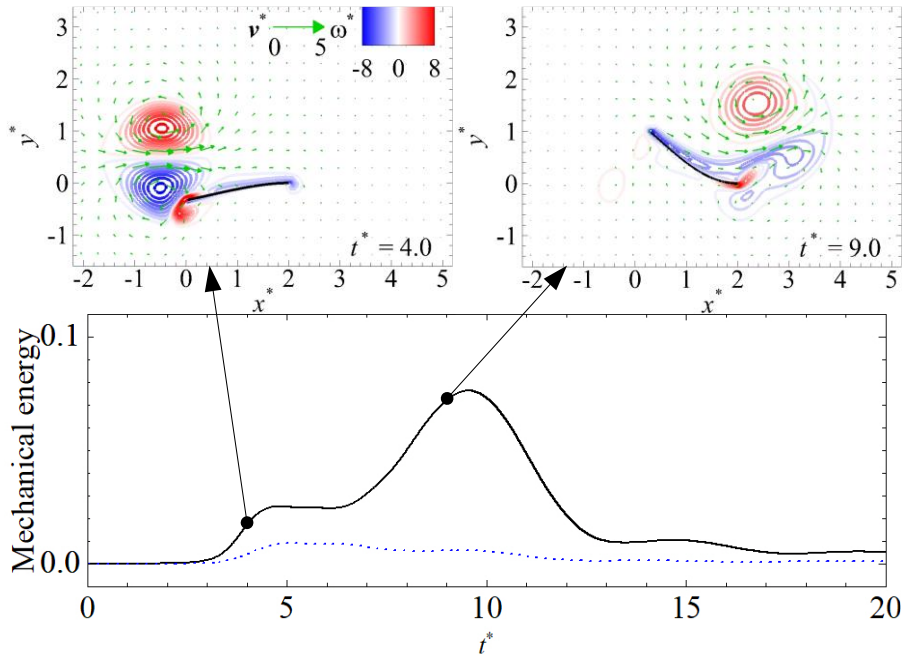 v* 0 5 ω* -8 0 8
3
2
1
0
-1
y*
t* = 4.0
-2 -1 0 1 2 3 4 5
x*
3
2
1
0
-1
y*
t* = 9.0
-2 -1 0 1 2 3 4 5
x*
Mechanical energy
0.1
0.0
0 5 10 15 20
t*